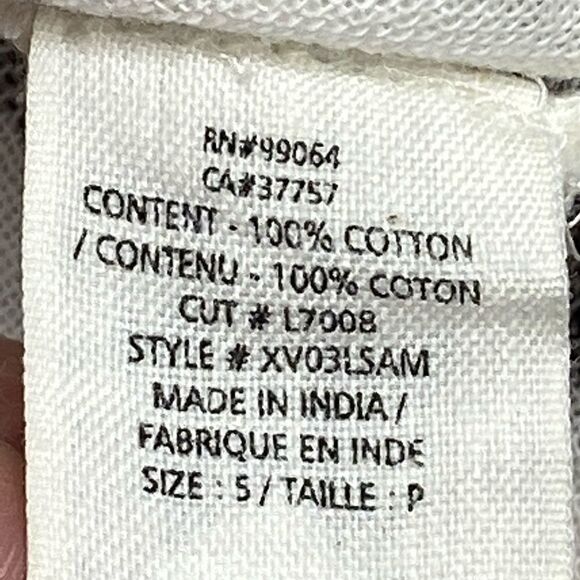 RN#99064
CA#37757
CONTENT - 100% COTTON
/ CONTENU - 100% COTON
CUT # L7008
STYLE # XV03LSAM
MADE IN INDIA /
FABRIQUE EN INDE
SIZE : S / TAILLE : P